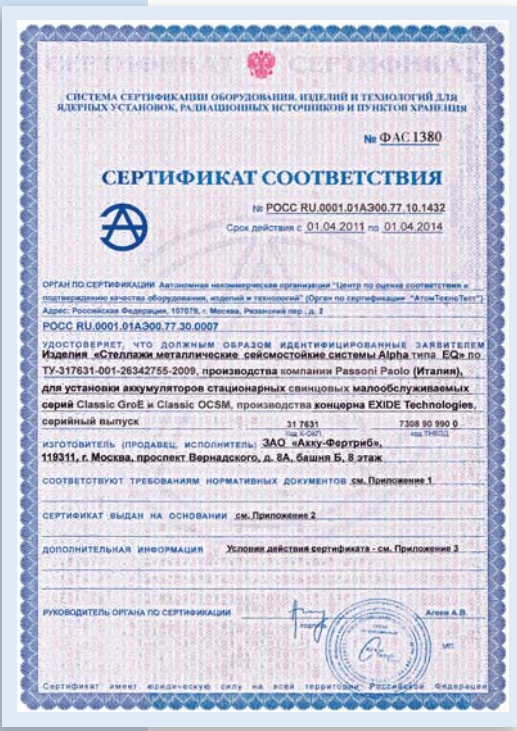 СИСТЕМА СЕРТИФИКАЦИИ ОБОРУДОВАНИЯ, ИЗДЕЛИЙ И ТЕХНОЛОГИЙ ДЛЯ
ЯДЕРНЫХ УСТАНОВОК, РАДИАЦИОННЫХ ИСТОЧНИКОВ И ПУНКТОВ ХРАНЕНИЯ
№ ФАС 1380
СЕРТИФИКАТ СООТВЕТСТВИЯ
№ РОСС RU.0001.01АЭ00.77.10.1432
Срок действия с 01.04.2011 по 01.04.2014
ОРГАН ПО СЕРТИФИКАЦИИ Автономная некоммерческая организация "Центр по оценке соответствия и
подтверждению качества оборудования, изделий и технологий" (Орган по сертификации "АтомТехноТест")
Адрес: Российская Федерация, 107078, г. Москва, Рязанский пер., д. 2
РОСС RU.0001.01АЭ00.77.30.0007
УДОСТОВЕРЯЕТ, ЧТО ДОЛЖНЫМ ОБРАЗОМ ИДЕНТИФИЦИРОВАННЫЕ ЗАЯВИТЕЛЕМ
Изделия «Стеллажи металлические сейсмостойкие системы Alpha типа EQ» по
ТУ-317631-001-26342755-2009, производства компании Passoni Paolo (Италия),
для установки аккумуляторов стационарных свинцовых малообслуживаемых
серий Classic GroE и Classic OCSM, производства концерна EXIDE Technologies,
серийный выпуск 31 7631 7308 90 990 0
код К-ОКП код ТНВЭД
ИЗГОТОВИТЕЛЬ (ПРОДАВЕЦ, ИСПОЛНИТЕЛЬ) ЗАО «Акку-Фертриб»,
119311, г. Москва, проспект Вернадского, д. 8А, башня Б, 8 этаж
СООТВЕТСТВУЮТ ТРЕБОВАНИЯМ НОРМАТИВНЫХ ДОКУМЕНТОВ см. Приложение 1
СЕРТИФИКАТ ВЫДАН НА ОСНОВАНИИ см. Приложение 2
ДОПОЛНИТЕЛЬНАЯ ИНФОРМАЦИЯ Условия действия сертификата - см. Приложение 3
РУКОВОДИТЕЛЬ ОРГАНА ПО СЕРТИФИКАЦИИ Агеев А.В.
подпись
МП
Сертификат имеет юридическую силу на всей территории Российской Федерации